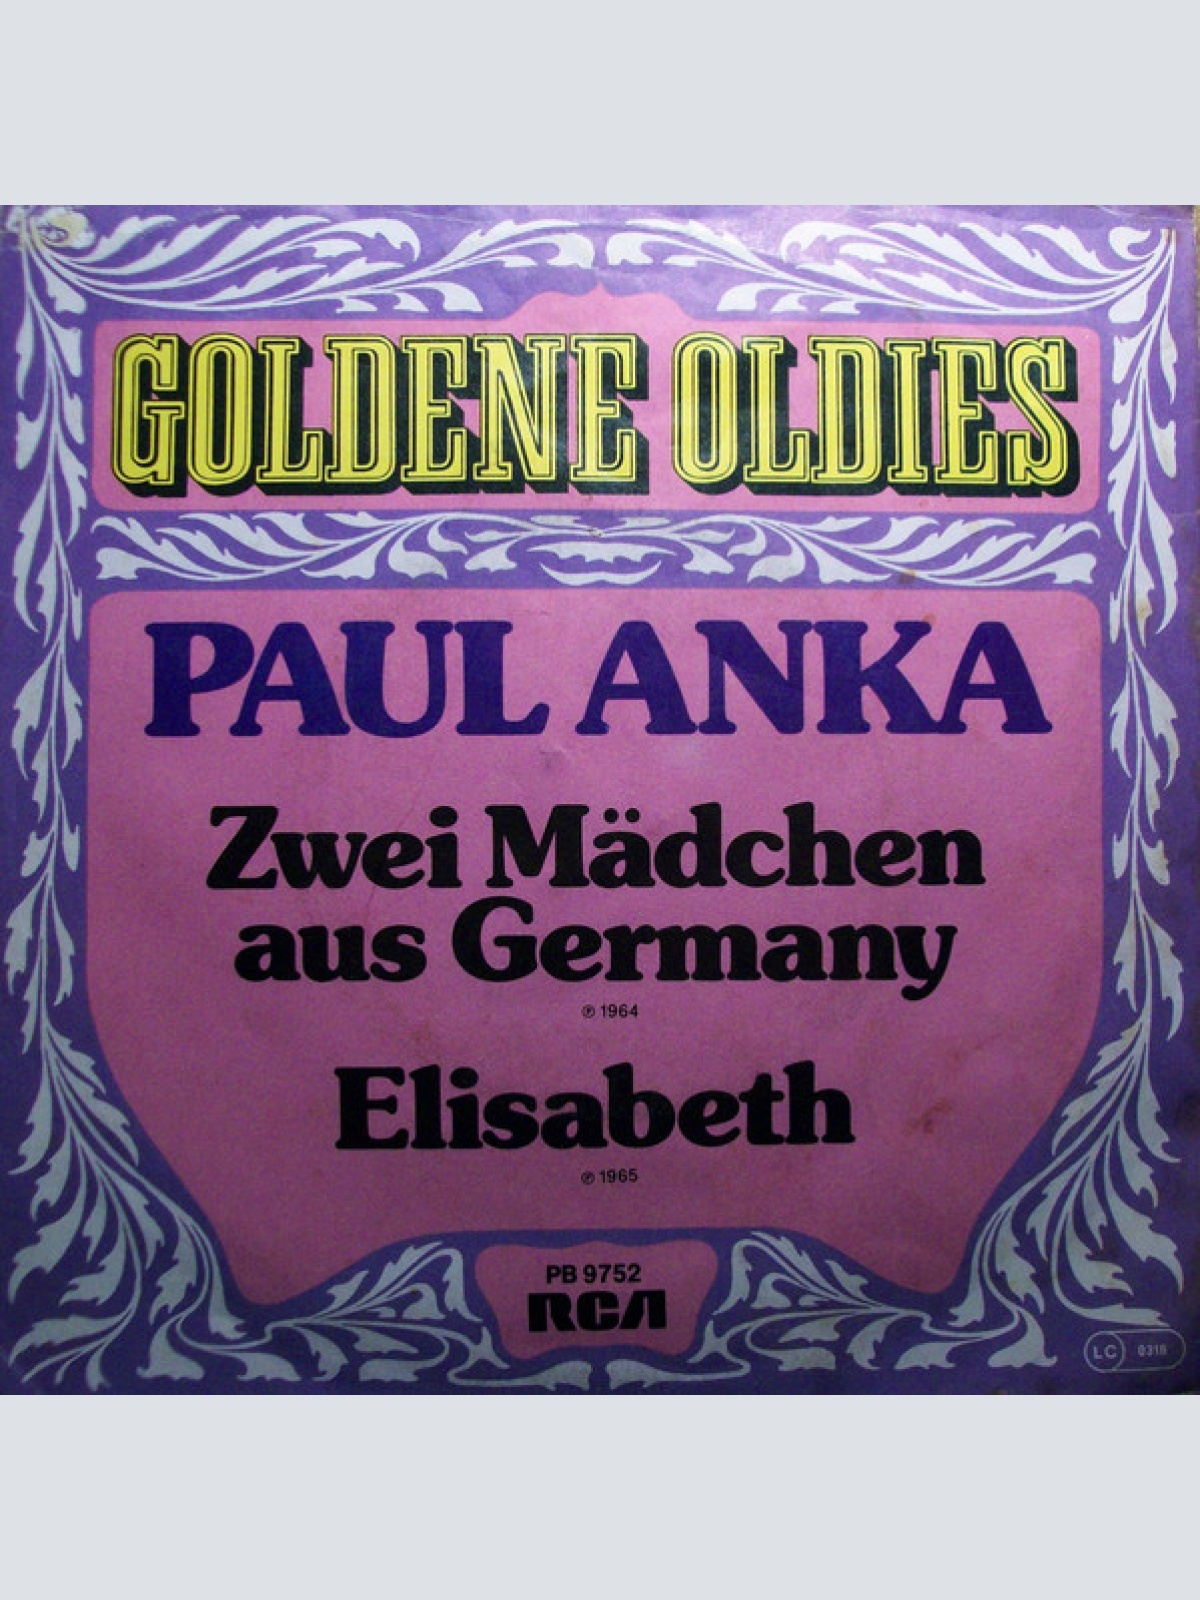 GOLDENE OLDIES
PAUL ANKA
Zwei Mädchen
aus Germany
℗ 1964
Elisabeth
℗ 1965
PB 9752
RCA
LC 0316